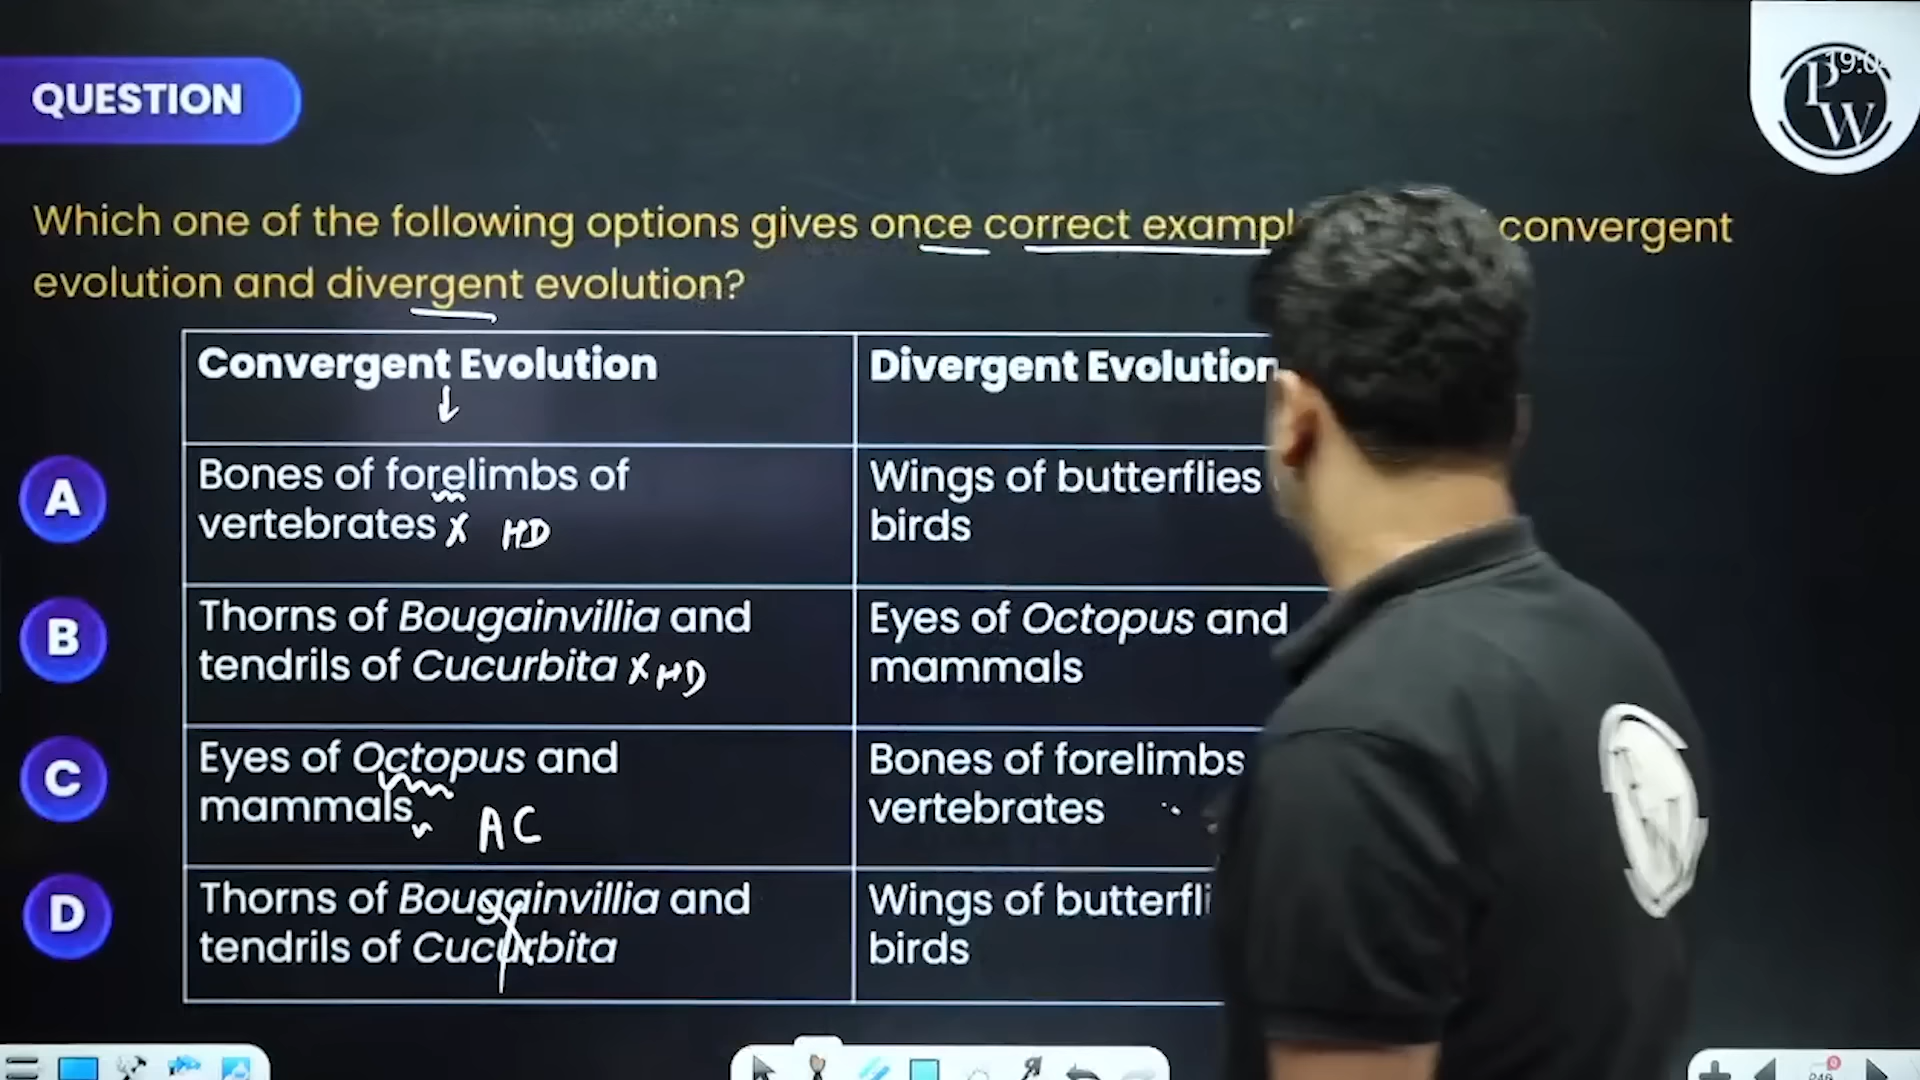 QUESTION
P
W
19:0
Which one of the following options gives once correct exampl convergent
evolution and divergent evolution?
Convergent Evolution
Divergent Evolution
A
Bones of forelimbs of
vertebrates X HD
Wings of butterflies
birds
B
Thorns of Bougainvillia and
tendrils of Cucurbita X HD
Eyes of Octopus and
mammals
C
Eyes of Octopus and
mammals AC
Bones of forelimbs
vertebrates
D
Thorns of Bougainvillia and
tendrils of Cucurbita
Wings of butterfli
birds